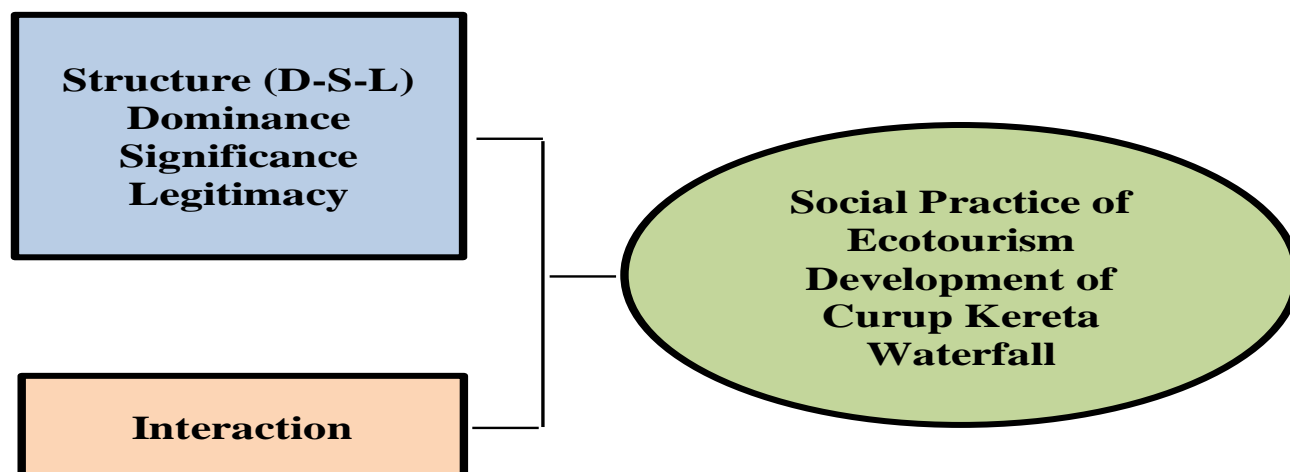 Structure (D-S-L)
Dominance
Significance
Legitimacy
Social Practice of
Ecotourism
Development of
Curup Kereta
Waterfall
Interaction